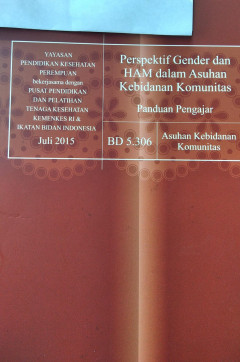 YAYASAN
PENDIDIKAN KESEHATAN
PEREMPUAN
bekerjasama dengan
PUSAI PENDIDIKAN
DAN PELATIHAN
TENAGA KESEHATAN
KEMENKES RI &
IKATAN BIDAN INDONESIA
Juli 2015
Perspektif Gender dan
HAM dalam Asuhan
Kebidanan Komunitas
Panduan Pengajar
BD 5.306
Asuhan Kebidanan
Komunitas